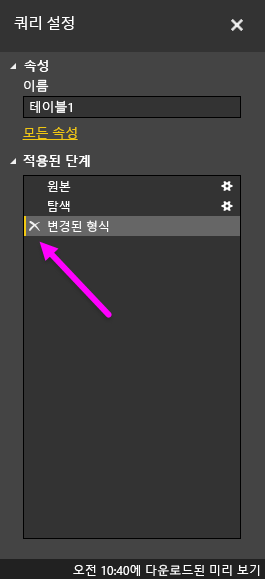 쿼리 설정
속성
이름
테이블1
모든 속성
적용된 단계
원본
탐색
변경된 형식
오전 10:40에 다운로드된 미리 보기